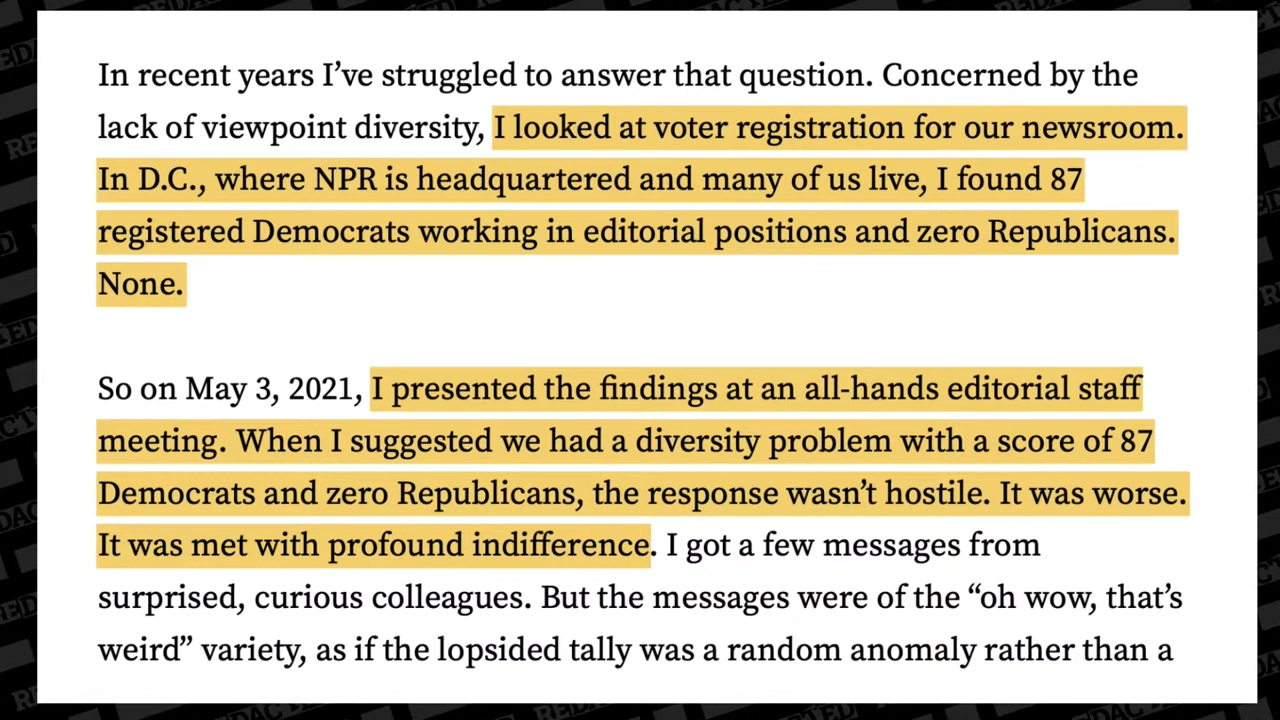 In recent years I’ve struggled to answer that question. Concerned by the
lack of viewpoint diversity, I looked at voter registration for our newsroom.
In D.C., where NPR is headquartered and many of us live, I found 87
registered Democrats working in editorial positions and zero Republicans.
None.
So on May 3, 2021, I presented the findings at an all-hands editorial staff
meeting. When I suggested we had a diversity problem with a score of 87
Democrats and zero Republicans, the response wasn’t hostile. It was worse.
It was met with profound indifference. I got a few messages from
surprised, curious colleagues. But the messages were of the “oh wow, that’s
weird” variety, as if the lopsided tally was a random anomaly rather than a